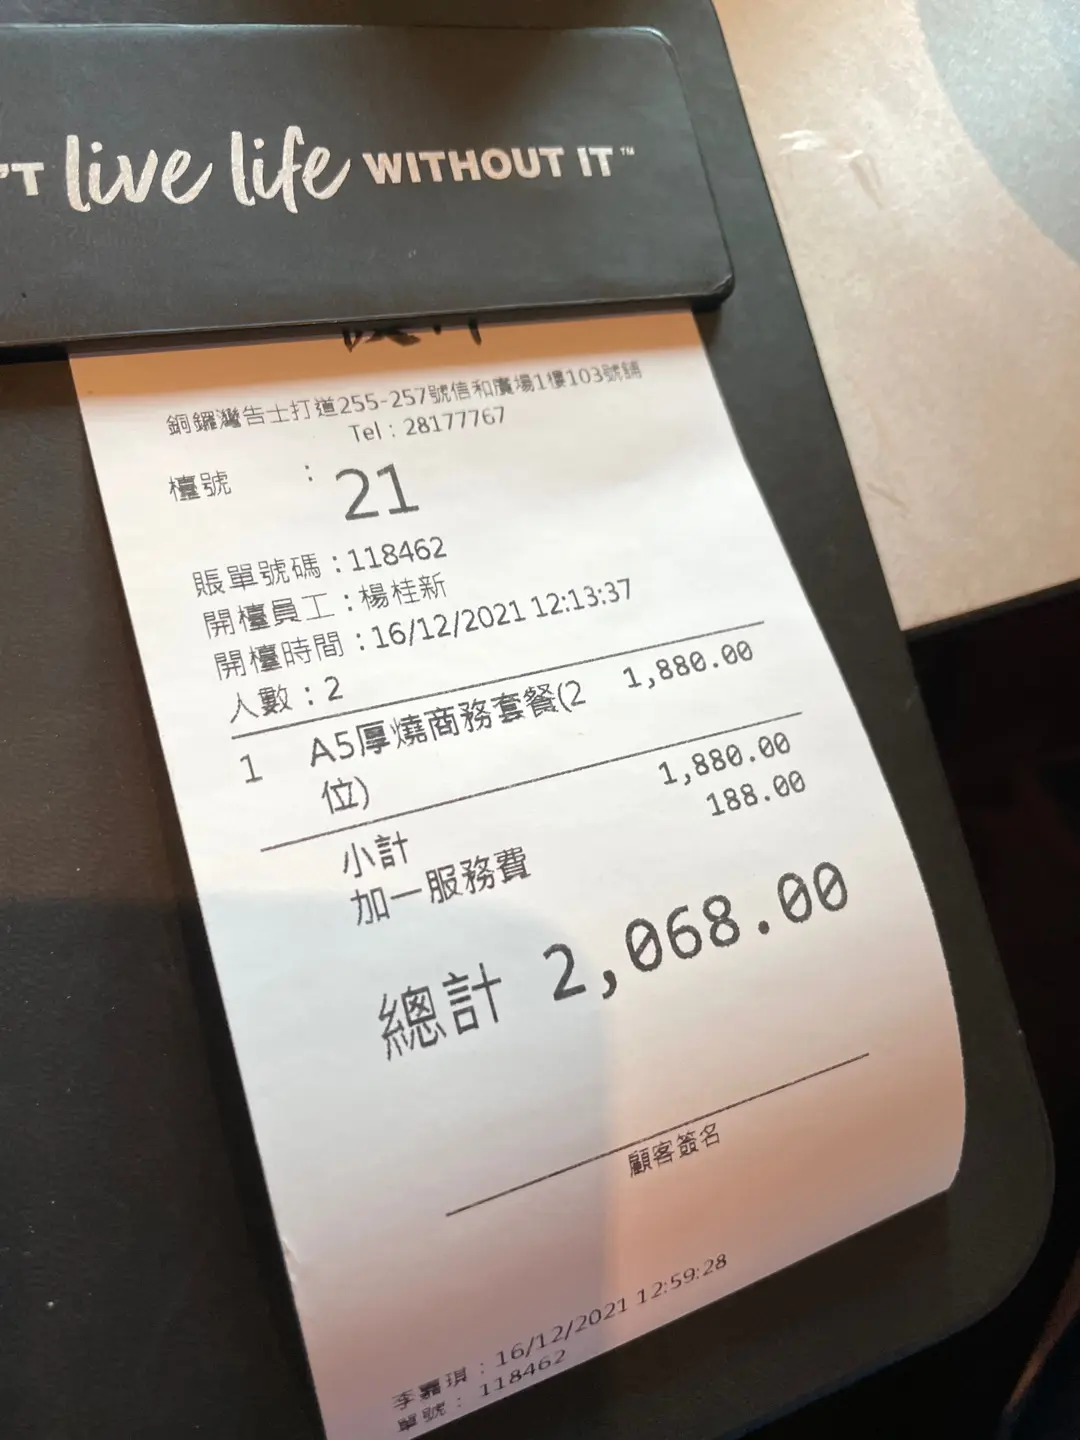 'T live life WITHOUT IT™
銅鑼灣告士打道255-257號信和廣場1樓103號舖
Tel : 28177767
檯號 : 21
賬單號碼 : 118462
開檯員工 : 楊桂新
開檯時間 : 16/12/2021 12:13:37
人數 : 2
1 A5厚燒商務套餐(2 1,880.00
位)
小計 1,880.00
加一服務費 188.00
總計 2,068.00
顧客簽名
李嘉琪 : 16/12/2021 12:59:28
單號 : 118462